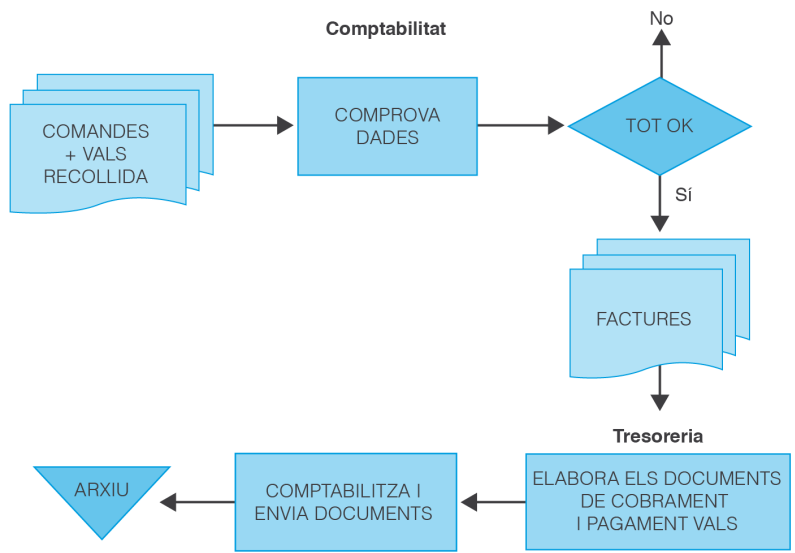 Comptabilitat
No
COMANDES
+ VALS
RECOLLIDA
COMPROVA
DADES
TOT OK
Sí
FACTURES
Tresoreria
ELABORA ELS DOCUMENTS
DE COBRAMENT
I PAGAMENT VALS
COMPTABILITZA I
ENVIA DOCUMENTS
ARXIU